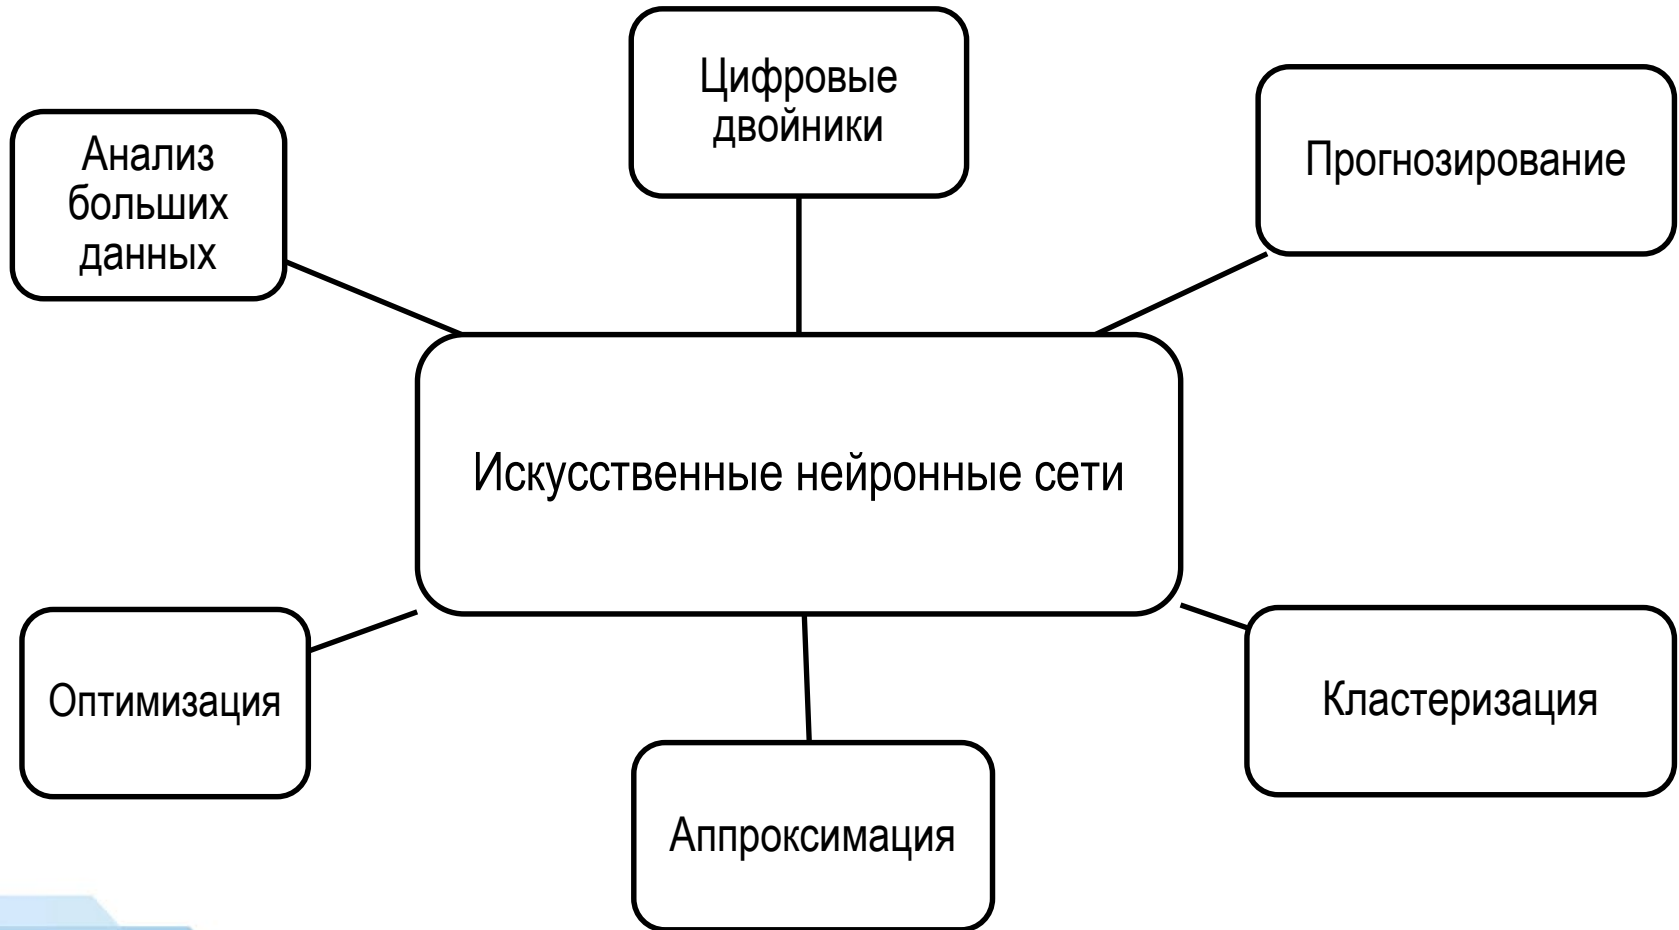 Цифровые
двойники
Анализ
больших
данных
Прогнозирование
Искусственные нейронные сети
Оптимизация
Кластеризация
Аппроксимация